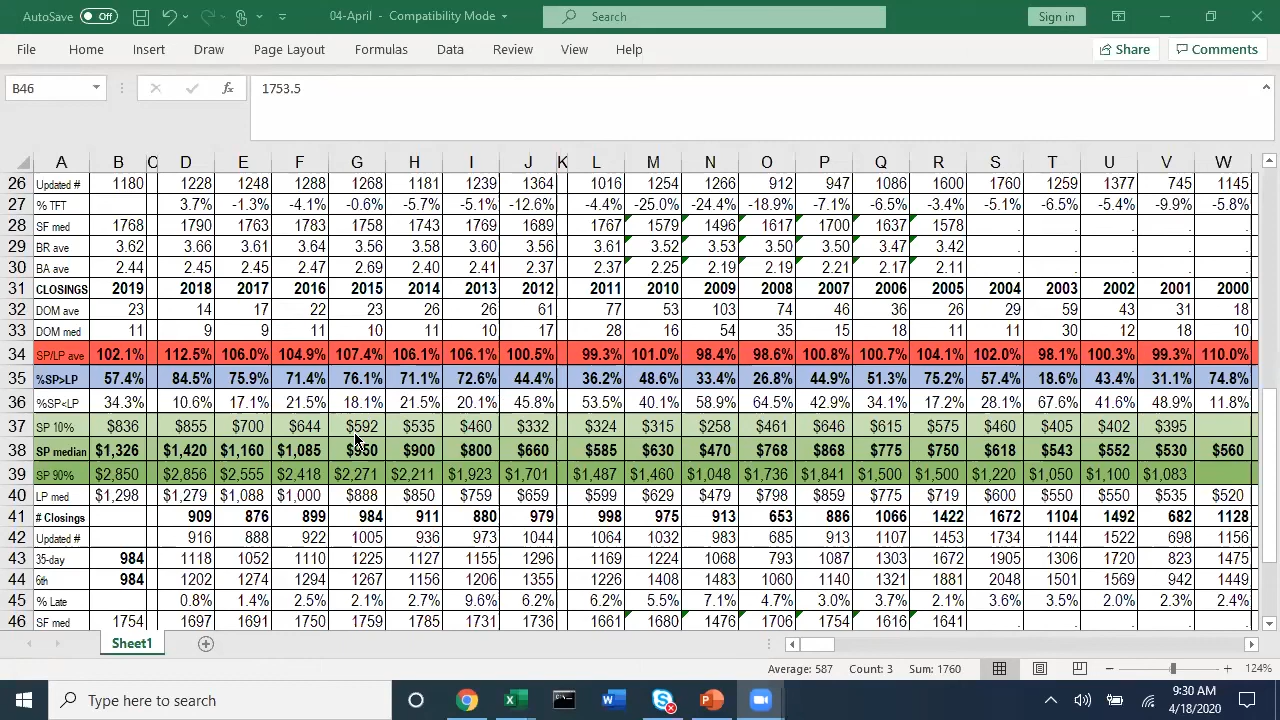 AutoSave Off 04-April - Compatibility Mode Search Sign in
File Home Insert Draw Page Layout Formulas Data Review View Help Share Comments
B46 fx 1753.5
A B C D E F G H I J K L M N O P Q R S T U V W
26 Updated # 1180 1228 1248 1288 1268 1181 1239 1364 1016 1254 1266 912 947 1086 1600 1760 1259 1377 745 1145
27 % TFT 3.7% -1.3% -4.1% -0.6% -5.7% -5.1% -12.6% -4.4% -25.0% -24.4% -18.9% -7.1% -6.5% -3.4% -5.1% -6.5% -5.4% -9.9% -5.8%
28 SF med 1768 1790 1763 1783 1758 1743 1769 1689 1767 1579 1496 1617 1700 1637 1578 . . . . .
29 BR ave 3.62 3.66 3.61 3.64 3.56 3.58 3.60 3.56 3.61 3.52 3.53 3.50 3.50 3.47 3.42 . . . . .
30 BA ave 2.44 2.45 2.45 2.47 2.69 2.40 2.41 2.37 2.37 2.25 2.19 2.19 2.21 2.17 2.11 . . . . .
31 CLOSINGS 2019 2018 2017 2016 2015 2014 2013 2012 2011 2010 2009 2008 2007 2006 2005 2004 2003 2002 2001 2000
32 DOM ave 23 14 17 22 23 26 26 61 77 53 103 74 46 36 26 29 59 43 31 18
33 DOM med 11 9 9 11 10 11 10 17 28 16 54 35 15 18 11 11 30 12 18 10
34 SP/LP ave 102.1% 112.5% 106.0% 104.9% 107.4% 106.1% 106.1% 100.5% 99.3% 101.0% 98.4% 98.6% 100.8% 100.7% 104.1% 102.0% 98.1% 100.3% 99.3% 110.0%
35 %SP>LP 57.4% 84.5% 75.9% 71.4% 76.1% 71.1% 72.6% 44.4% 36.2% 48.6% 33.4% 26.8% 44.9% 51.3% 75.2% 57.4% 18.6% 43.4% 31.1% 74.8%
36 %SP<LP 34.3% 10.6% 17.1% 21.5% 18.1% 21.5% 20.1% 45.8% 53.5% 40.1% 58.9% 64.5% 42.9% 34.1% 17.2% 28.1% 67.6% 41.6% 48.9% 11.8%
37 SP 10% $836 $855 $700 $644 $592 $535 $460 $332 $324 $315 $258 $461 $646 $615 $575 $460 $405 $402 $395
38 SP median $1,326 $1,420 $1,160 $1,085 $950 $900 $800 $660 $585 $630 $470 $768 $868 $775 $750 $618 $543 $552 $530 $560
39 SP 90% $2,850 $2,856 $2,555 $2,418 $2,271 $2,211 $1,923 $1,701 $1,487 $1,460 $1,048 $1,736 $1,841 $1,500 $1,500 $1,220 $1,050 $1,100 $1,083
40 LP med $1,298 $1,279 $1,088 $1,000 $888 $850 $759 $659 $599 $629 $479 $798 $859 $775 $719 $600 $550 $550 $535 $520
41 # Closings 909 876 899 984 911 880 979 998 975 913 653 886 1066 1422 1672 1104 1492 682 1128
42 Updated # 916 888 922 1005 936 973 1044 1064 1032 983 685 913 1107 1453 1734 1144 1522 698 1156
43 35-day 984 1118 1052 1110 1225 1127 1155 1296 1169 1224 1068 793 1087 1303 1672 1905 1306 1720 823 1475
44 6th 984 1202 1274 1294 1267 1156 1206 1355 1226 1408 1483 1060 1140 1321 1881 2048 1501 1569 942 1449
45 % Late 0.8% 1.4% 2.5% 2.1% 2.7% 9.6% 6.2% 6.2% 5.5% 7.1% 4.7% 3.0% 3.7% 2.1% 3.6% 3.5% 2.0% 2.3% 2.4%
46 SF med 1754 1697 1691 1750 1759 1785 1731 1736 1661 1680 1476 1706 1754 1616 1641 . . . . .
Sheet1
Average: 587 Count: 3 Sum: 1760 124%
Type here to search
9:30 AM
4/18/2020